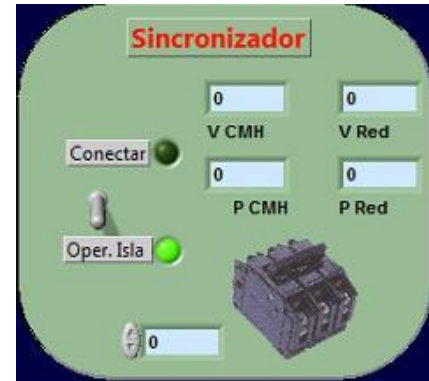 Sincronizador
0 0
V CMH V Red
Conectar
0 0
P CMH P Red
Oper. Isla
0